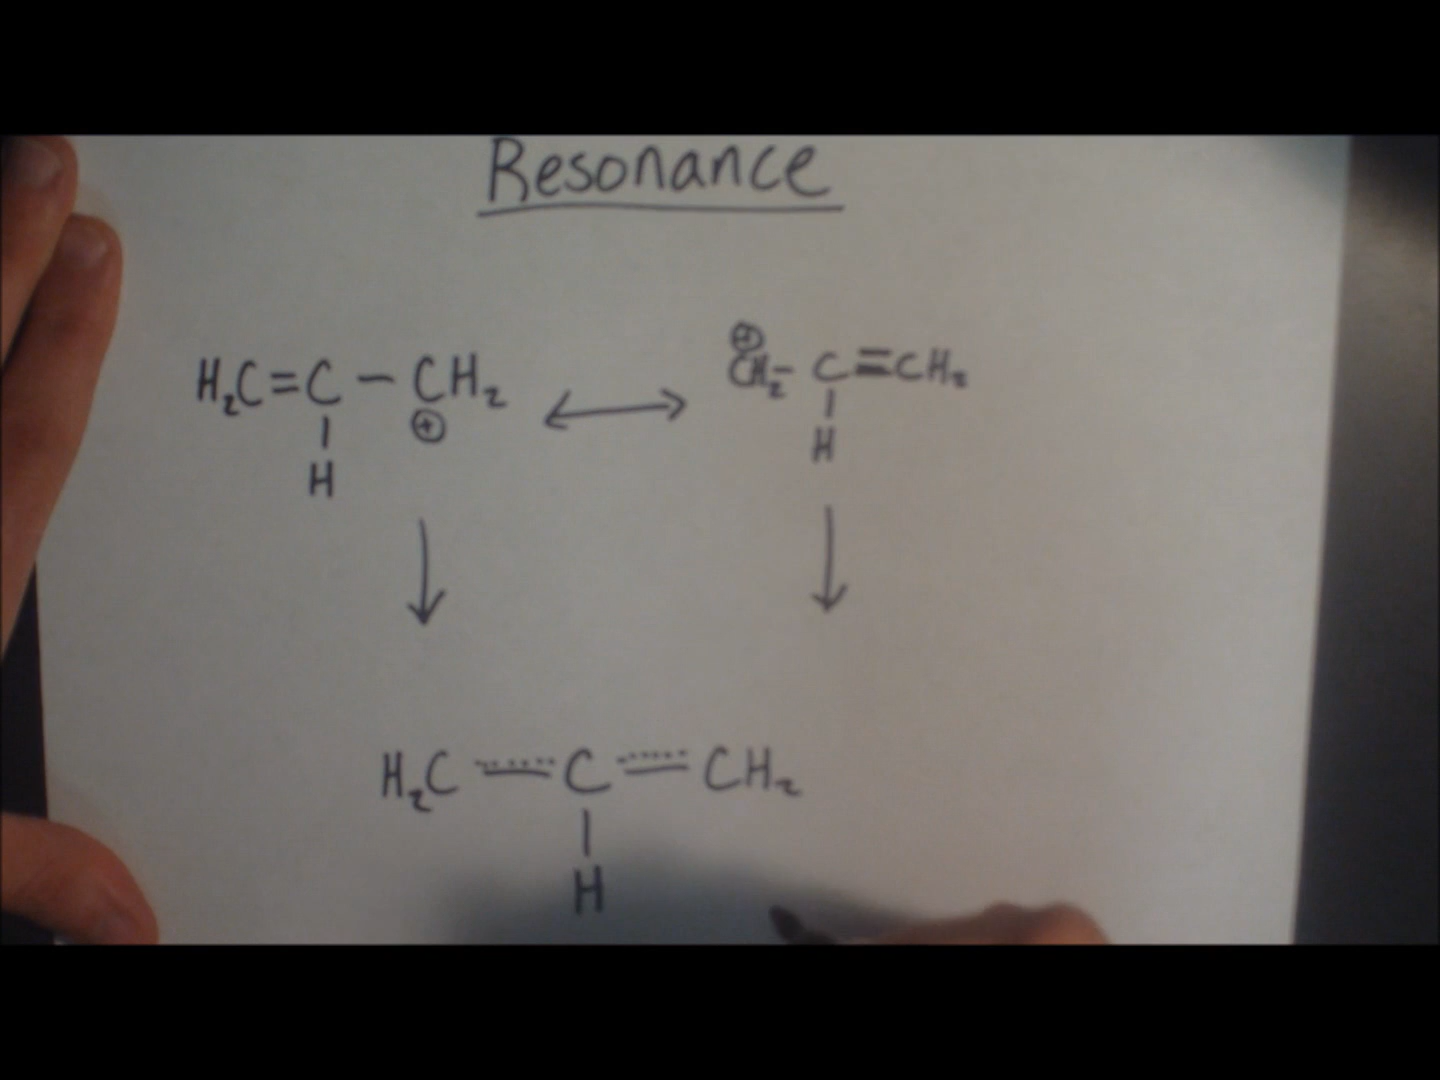 Resonance
H₂C=C–CH₂ ⟷ CH₂–C=CH₂
⊕ ⊕
H H
↓ ↓
H₂C=C=CH₂
H